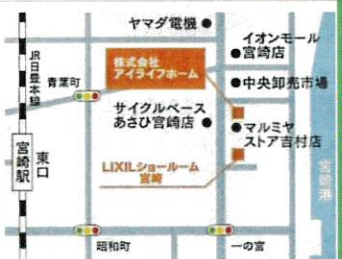 ヤマダ電機
イオンモール
宮崎店
株式会社
アイライフホーム
JR日豊本線
青葉町
中央卸売市場
サイクルベース
あさひ宮崎店
マルミヤ
ストア吉村店
宮崎駅
東口
LIXILショールーム
宮崎
宮崎港
昭和町
一の宮